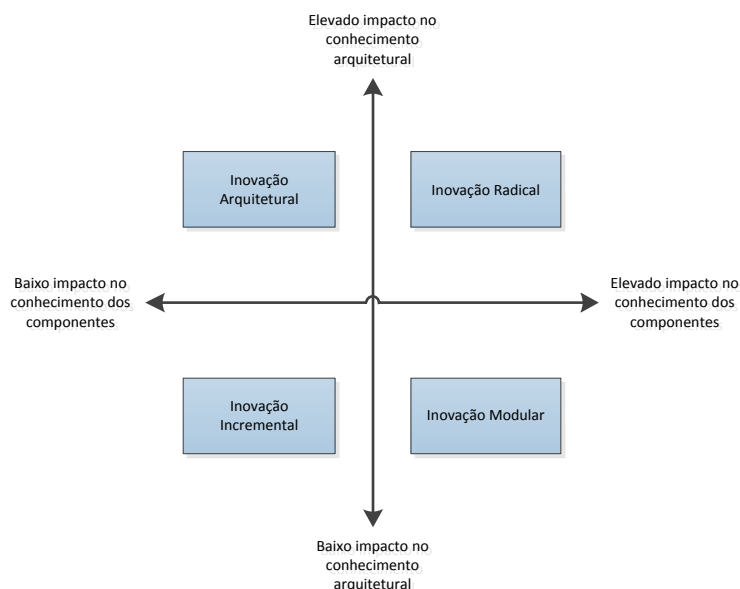 Elevado impacto no
conhecimento
arquitetural
Inovação
Arquitetural
Inovação Radical
Baixo impacto no
conhecimento dos
componentes
Elevado impacto no
conhecimento dos
componentes
Inovação
Incremental
Inovação Modular
Baixo impacto no
conhecimento
arquitetural